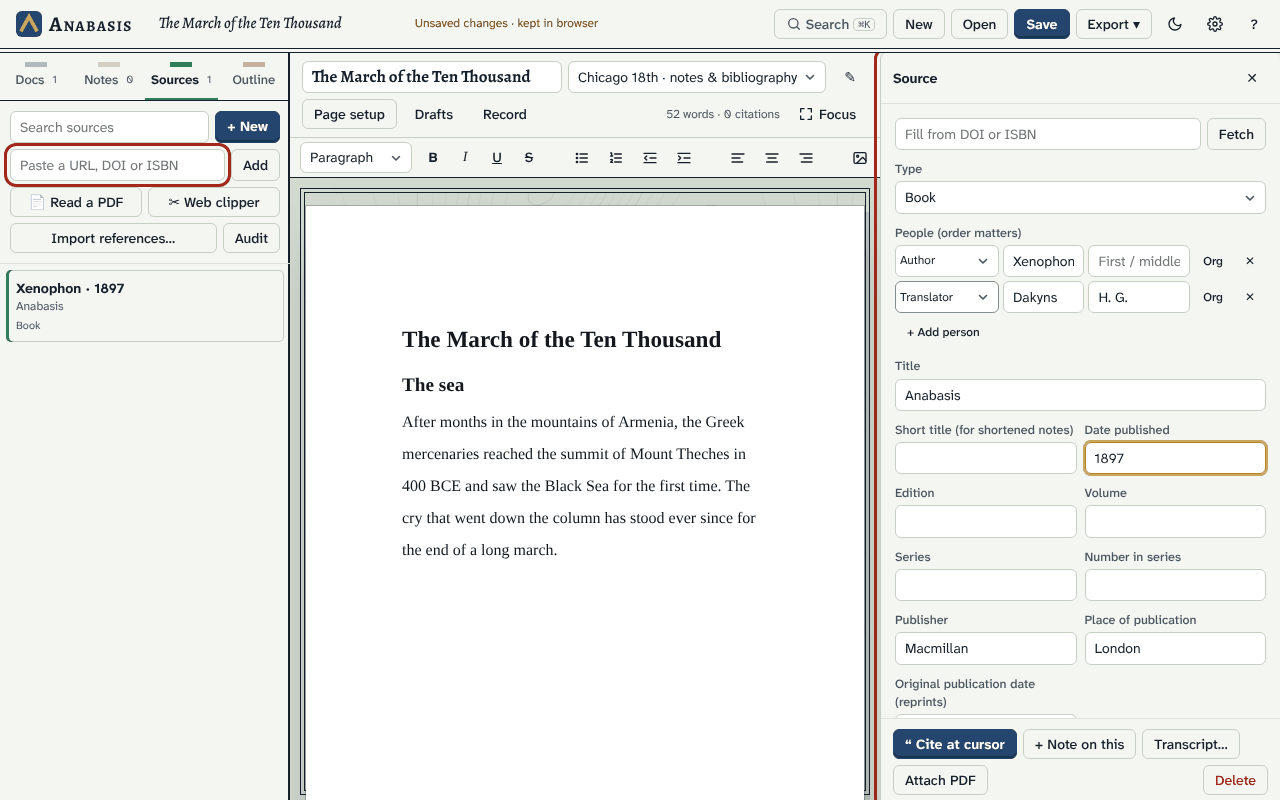 ANABASIS
The March of the Ten Thousand
Unsaved changes · kept in browser
Search ⌘K
New
Open
Save
Export ▾
?
Docs 1
Notes 0
Sources 1
Outline
Search sources
+ New
Paste a URL, DOI or ISBN
Add
Read a PDF
✂ Web clipper
Import references…
Audit
Xenophon · 1897
Anabasis
Book
The March of the Ten Thousand
Chicago 18th · notes & bibliography
Page setup
Drafts
Record
52 words · 0 citations
Focus
Paragraph
B
I
U
S
The March of the Ten Thousand
The sea
After months in the mountains of Armenia, the Greek
mercenaries reached the summit of Mount Theches in
400 BCE and saw the Black Sea for the first time. The
cry that went down the column has stood ever since for
the end of a long march.
Source
✕
Fill from DOI or ISBN
Fetch
Type
Book
People (order matters)
Author
Xenophon
First / middle
Org
✕
Translator
Dakyns
H. G.
Org
✕
+ Add person
Title
Anabasis
Short title (for shortened notes)
Date published
1897
Edition
Volume
Series
Number in series
Publisher
Place of publication
Macmillan
London
Original publication date
(reprints)
❝ Cite at cursor
+ Note on this
Transcript…
Attach PDF
Delete